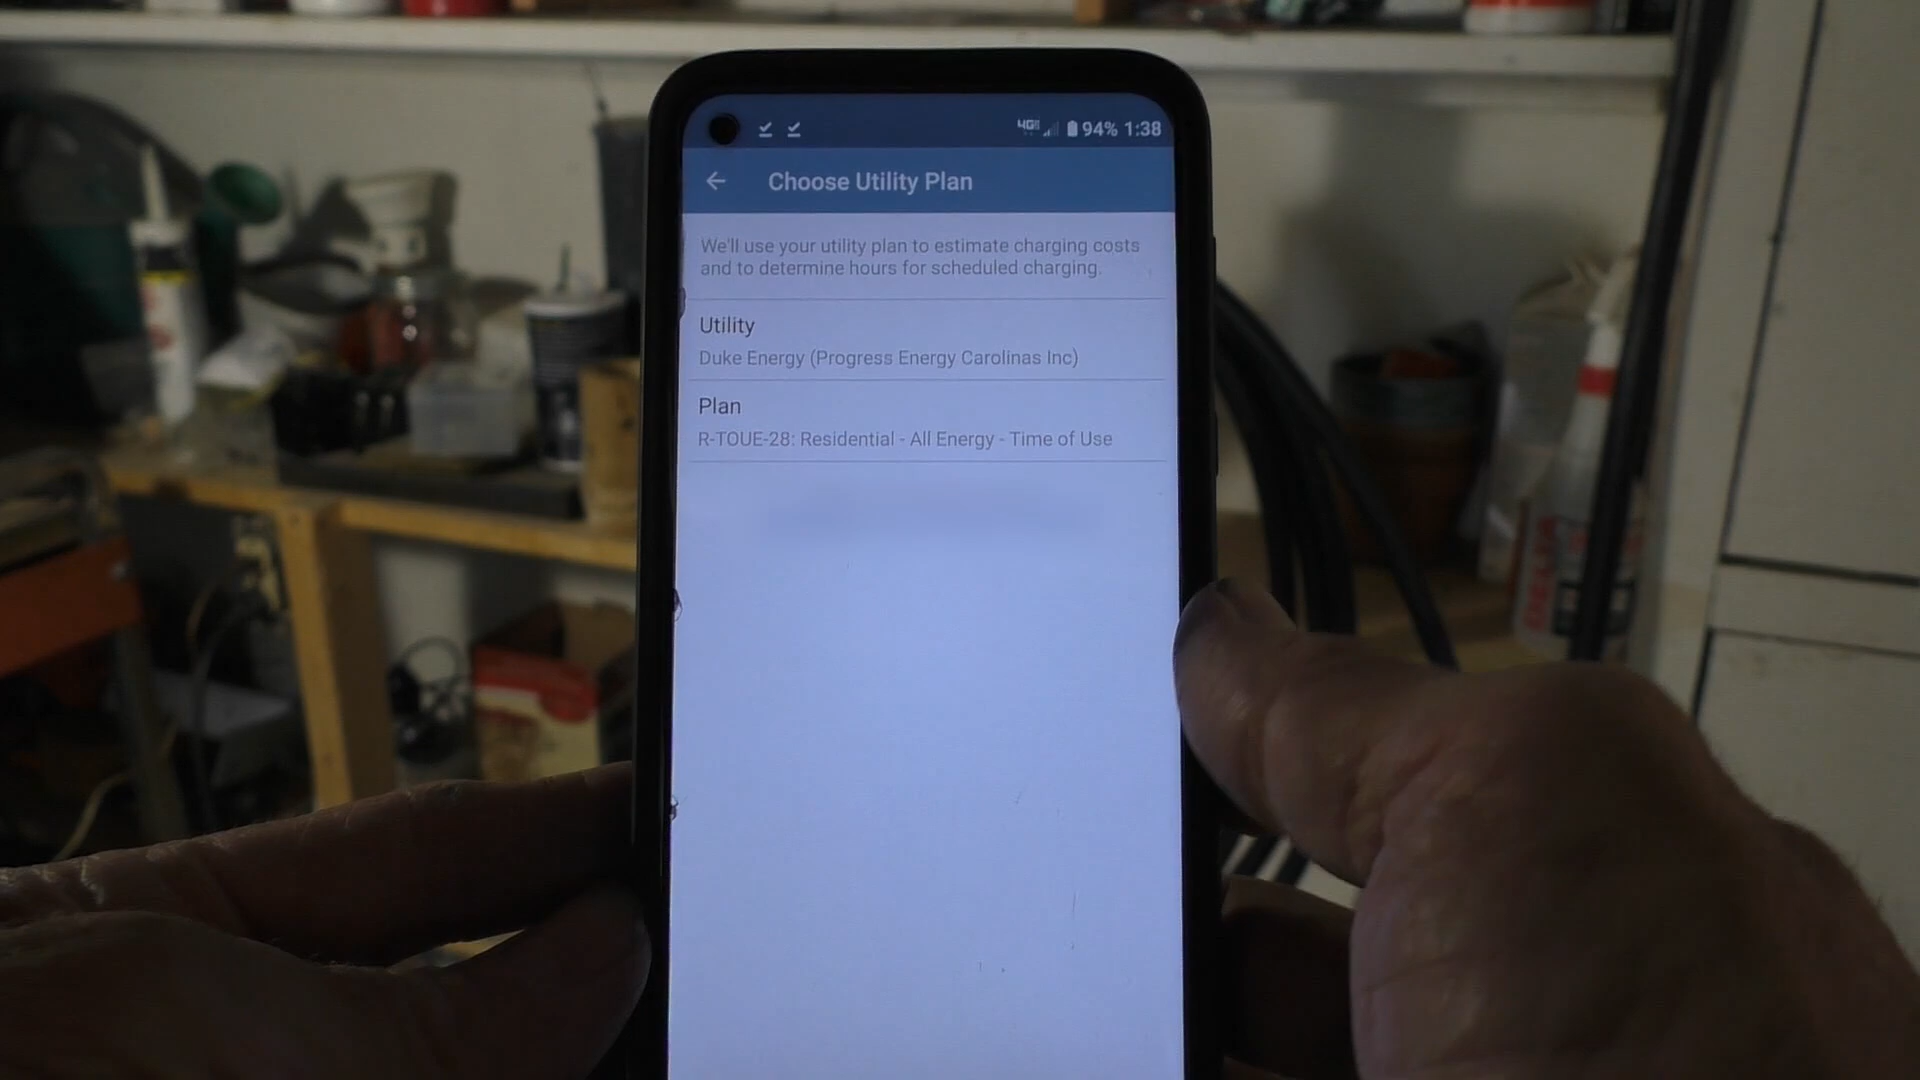 4G 94% 1:38
Choose Utility Plan
We'll use your utility plan to estimate charging costs
and to determine hours for scheduled charging.
Utility
Duke Energy (Progress Energy Carolinas Inc)
Plan
R-TOUE-28: Residential - All Energy - Time of Use
DELTA